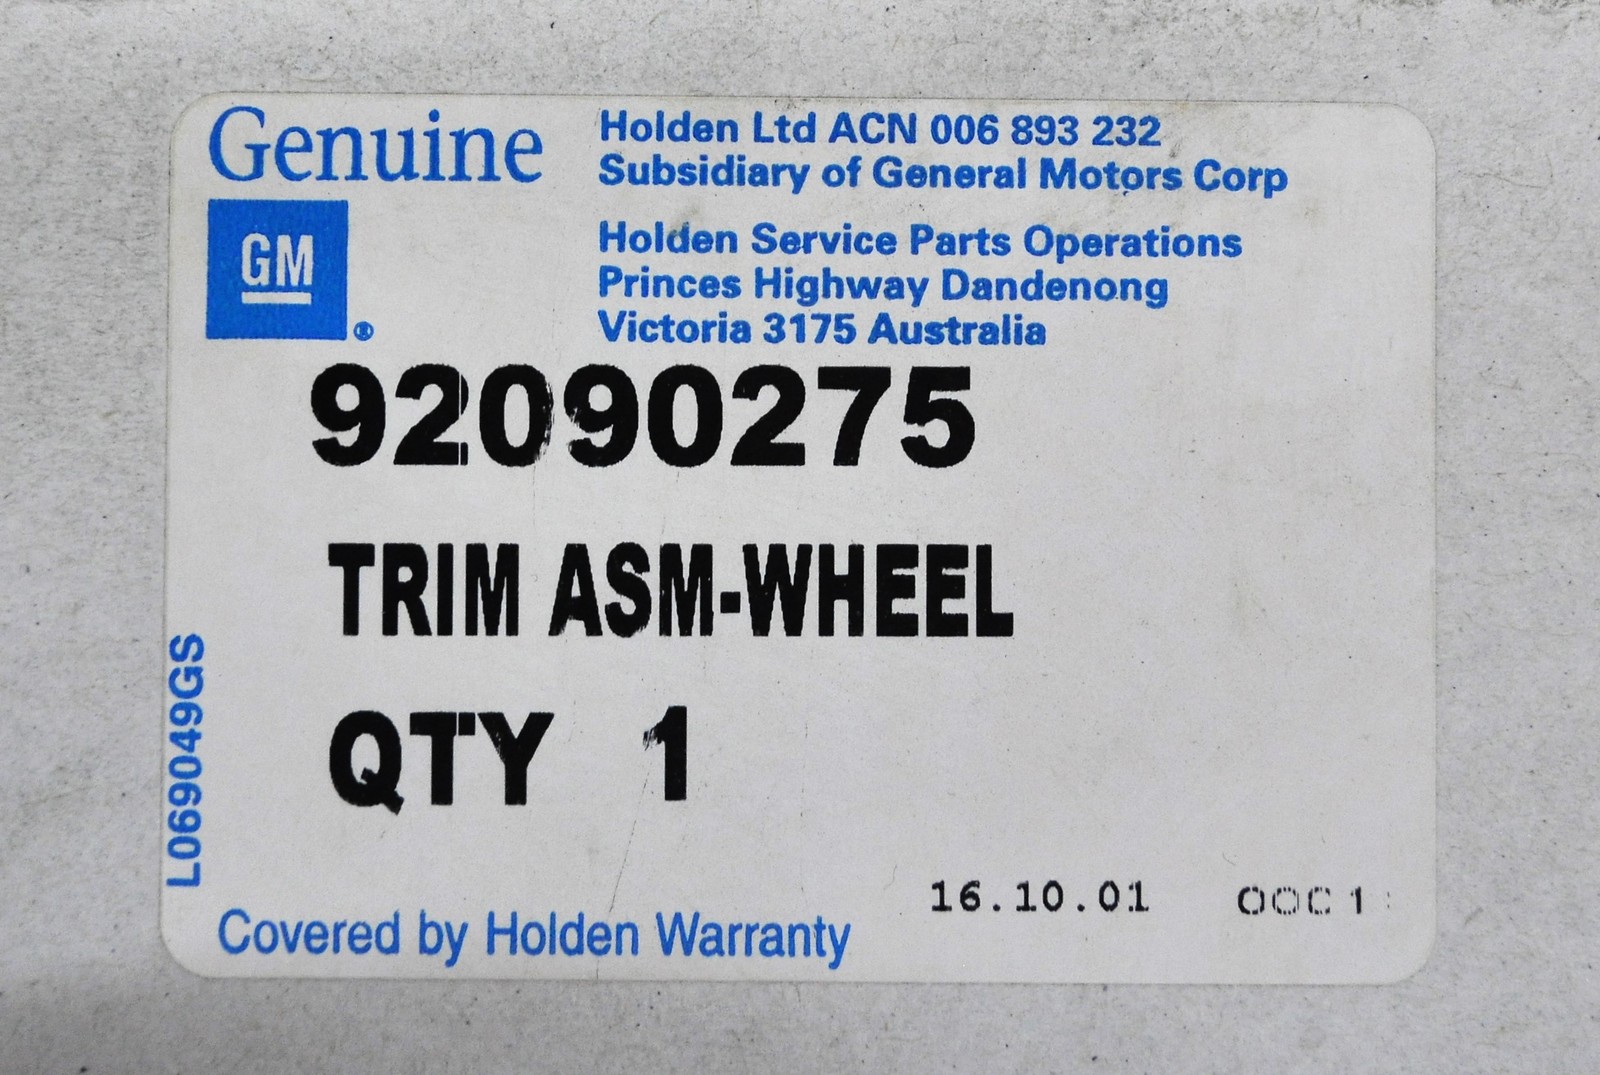 Genuine
GM
®
Holden Ltd ACN 006 893 232
Subsidiary of General Motors Corp
Holden Service Parts Operations
Princes Highway Dandenong
Victoria 3175 Australia
92090275
TRIM ASM-WHEEL
QTY 1
L069049GS
16.10.01
Covered by Holden Warranty